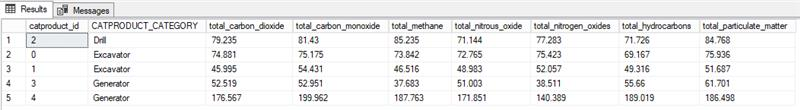 Results Messages
catproduct_id CATPRODUCT_CATEGORY total_carbon_dioxide total_carbon_monoxide total_methane total_nitrous_oxide total_nitrogen_oxides total_hydrocarbons total_particulate_matter
1 2 Drill 79.235 81.43 85.235 71.144 77.283 71.726 84.768
2 0 Excavator 74.881 75.175 73.842 72.765 75.423 69.167 75.936
3 1 Excavator 45.995 54.431 46.516 48.983 52.057 49.316 51.687
4 3 Generator 52.519 52.951 37.683 51.003 38.511 55.66 61.701
5 4 Generator 176.567 199.962 187.763 171.851 140.389 189.019 186.498